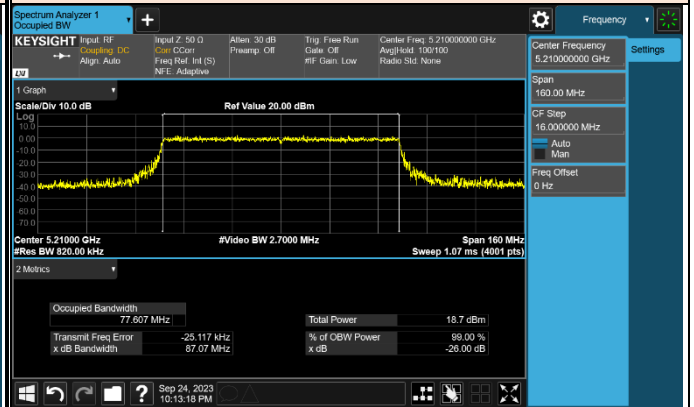 Spectrum Analyzer 1
Occupied BW
+
Frequency
KEYSIGHT Input: RF Input Z: 50 Ω Atten: 30 dB Trig: Free Run Center Freq: 5.210000000 GHz
Coupling: DC Corr CCorr Preamp: Off Gate: Off Avg|Hold: 100/100
Align: Auto Freq Ref: Int (S) #IF Gain: Low Radio Std: None
NFE: Adaptive
LXI
Center Frequency
5.210000000 GHz
Settings
Span
160.00 MHz
CF Step
16.000000 MHz
Auto
Man
Freq Offset
0 Hz
1 Graph
Scale/Div 10.0 dB Ref Value 20.00 dBm
Log
10.0
0.00
-10.0
-20.0
-30.0
-40.0
-50.0
-60.0
-70.0
Center 5.21000 GHz #Video BW 2.7000 MHz Span 160 MHz
#Res BW 820.00 kHz Sweep 1.07 ms (4001 pts)
2 Metrics
Occupied Bandwidth
77.607 MHz Total Power 18.7 dBm
Transmit Freq Error -25.117 kHz % of OBW Power 99.00 %
x dB Bandwidth 87.07 MHz x dB -26.00 dB
? Sep 24, 2023
10:13:18 PM